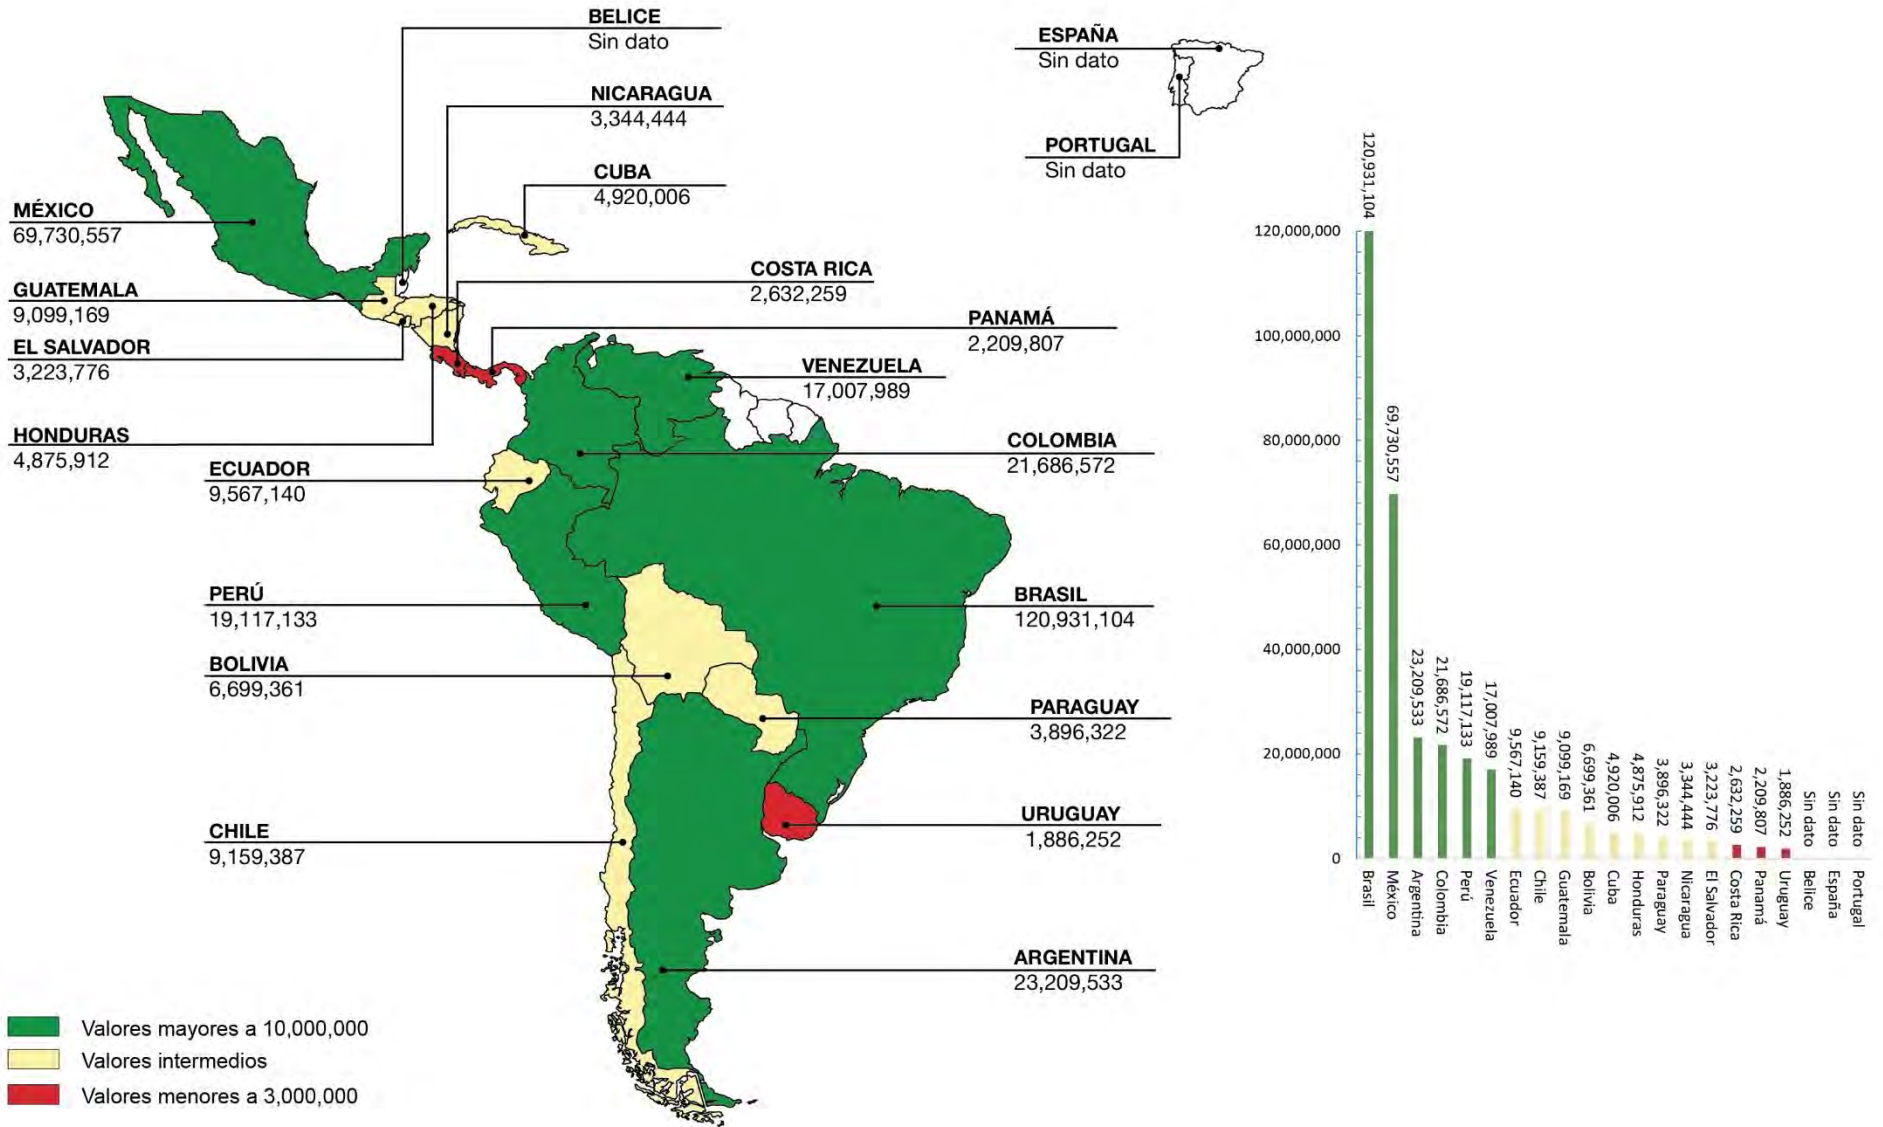 BELICE
Sin dato
NICARAGUA
3,344,444
CUBA
4,920,006
MÉXICO
69,730,557
GUATEMALA
9,099,169
EL SALVADOR
3,223,776
HONDURAS
4,875,912
COSTA RICA
2,632,259
PANAMÁ
2,209,807
VENEZUELA
17,007,989
COLOMBIA
21,686,572
ECUADOR
9,567,140
PERÚ
19,117,133
BRASIL
120,931,104
BOLIVIA
6,699,361
PARAGUAY
3,896,322
URUGUAY
1,886,252
CHILE
9,159,387
ARGENTINA
23,209,533
ESPAÑA
Sin dato
PORTUGAL
Sin dato
Valores mayores a 10,000,000
Valores intermedios
Valores menores a 3,000,000
120,000,000
100,000,000
80,000,000
60,000,000
40,000,000
20,000,000
0
120,931,104
69,730,557
23,209,533
21,686,572
19,117,133
17,007,989
9,567,140
9,159,387
9,099,169
6,699,361
4,920,006
4,875,912
3,896,322
3,344,444
3,223,776
2,632,259
2,209,807
1,886,252
Sin dato
Sin dato
Sin dato
Brasil
México
Argentina
Colombia
Perú
Venezuela
Ecuador
Chile
Guatemala
Bolivia
Cuba
Honduras
Paraguay
Nicaragua
El Salvador
Costa Rica
Panamá
Uruguay
Belice
España
Portugal